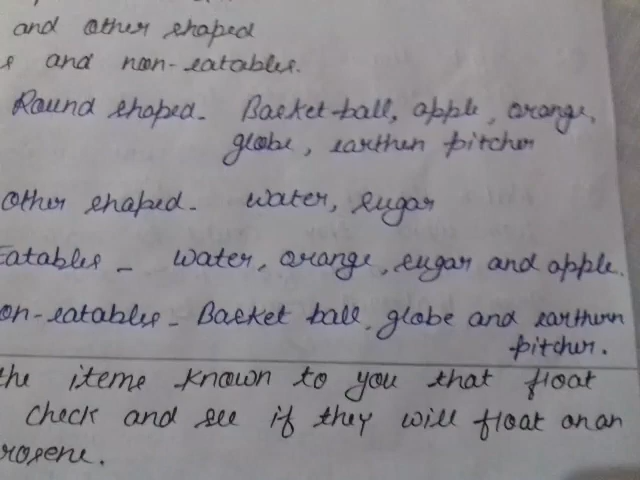 and other shaped
and non-eatables.
Round shaped- Basket-ball, apple, orange,
globe, earthen pitcher
Other shaped- water, sugar
Eatables - water, orange, sugar and apple.
on-eatables- Basket ball, globe and earthern
pitcher.
the items known to you that float
check and see if they will float on an
rosene.